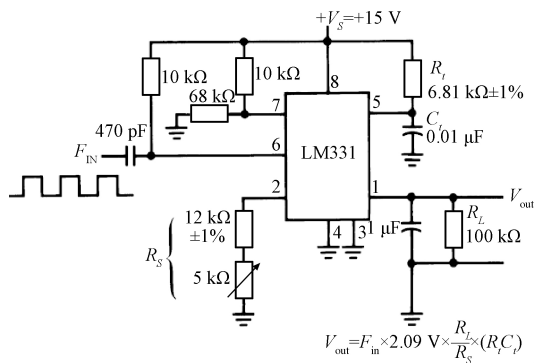 +V_S=+15 V
10 kΩ
10 kΩ
R_t
6.81 kΩ±1%
8
68 kΩ
7
5
C_t
0.01 μF
470 pF
F_IN
6
LM331
2
1
V_out
12 kΩ
±1%
R_S
5 kΩ
4
3
1 μF
R_L
100 kΩ
V_out=F_in×2.09 V×R_L/R_S×(R_tC_t)